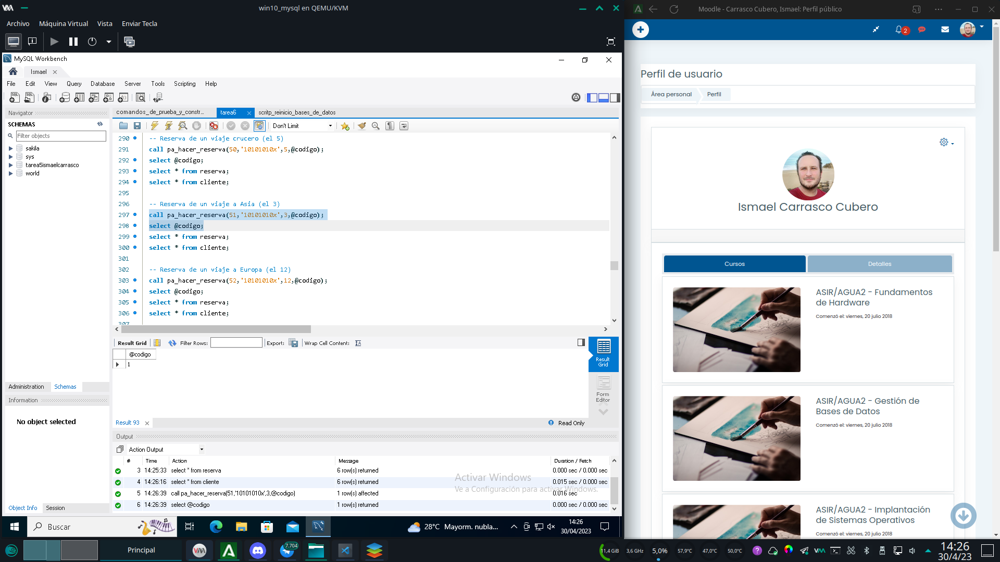 win10_mysql en QEMU/KVM
Archivo Máquina Virtual Vista Enviar Tecla
MySQL Workbench
Ismael
File Edit View Query Database Server Tools Scripting Help
Navigator
SCHEMAS
Filter objects
sakila
sys
tarea5ismaelcarrasco
world
Administration Schemas
Information
No object selected
Object Info Session
comandos_de_prueba_y_constr... tarea6 scritp_reinicio_bases_de_datos
Don't Limit
290 -- Reserva de un viaje crucero (el 5)
291 call pa_hacer_reserva(50,'10101010x',5,@codigo);
292 select @codigo;
293 select * from reserva;
294 select * from cliente;
295
296 -- Reserva de un viaje a Asia (el 3)
297 call pa_hacer_reserva(51,'10101010x',3,@codigo);
298 select @codigo;
299 select * from reserva;
300 select * from cliente;
301
302 -- Reserva de un viaje a Europa (el 12)
303 call pa_hacer_reserva(52,'10101010x',12,@codigo);
304 select @codigo;
305 select * from reserva;
306 select * from cliente;
307
Result Grid Filter Rows: Export: Wrap Cell Content:
@codigo
1
Result Grid
Form Editor
Result 93 Read Only
Output
Action Output
# Time Action Message Duration / Fetch
3 14:25:33 select * from reserva 6 row(s) returned 0.000 sec / 0.000 sec
4 14:26:16 select * from cliente 6 row(s) returned 0.015 sec / 0.000 sec
5 14:26:39 call pa_hacer_reserva(51,'10101010x',3,@codigo) 1 row(s) affected 0.016 sec
6 14:26:39 select @codigo 1 row(s) returned 0.000 sec / 0.000 sec
Activar Windows
Ve a Configuración para activar Windows.
Buscar
28°C Mayorm. nubla...
14:26
30/04/2023
Moodle - Carrasco Cubero, Ismael: Perfil público
2
Perfil de usuario
Área personal Perfil
Ismael Carrasco Cubero
Cursos Detalles
ASIR/AGUA2 - Fundamentos
de Hardware
Comenzó el: viernes, 20 julio 2018
ASIR/AGUA2 - Gestión de
Bases de Datos
Comenzó el: viernes, 20 julio 2018
ASIR/AGUA2 - Implantación
de Sistemas Operativos
Comenzó el: viernes, 20 julio 2018
Principal
7.704
11,4 GiB 3,6 GHz 5,0% 57,9°C 47,0°C 50,0°C
14:26
30/4/23